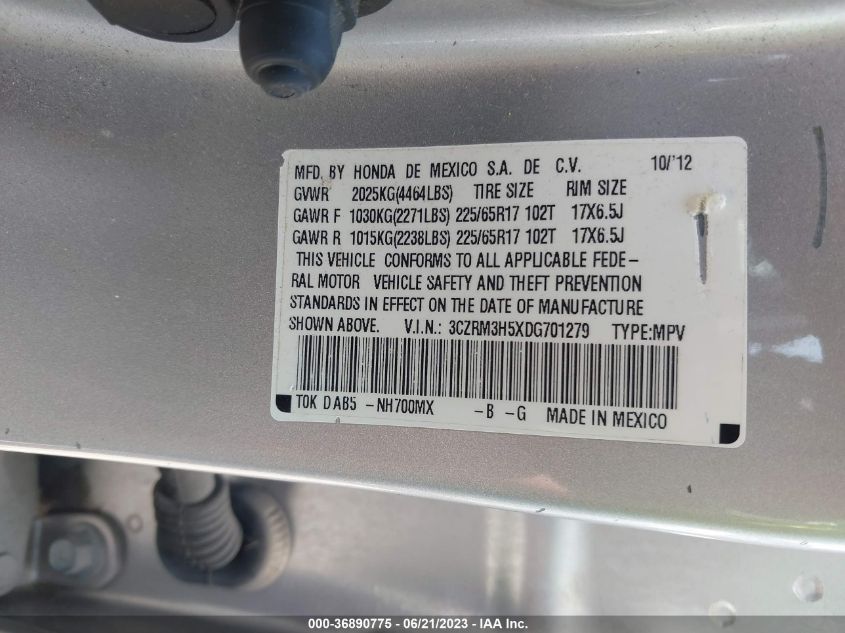 MFD. BY HONDA DE MEXICO S.A. DE C.V. 10/'12
GVWR 2025KG(4464LBS) TIRE SIZE RIM SIZE
GAWR F 1030KG(2271LBS) 225/65R17 102T 17X6.5J
GAWR R 1015KG(2238LBS) 225/65R17 102T 17X6.5J
THIS VEHICLE CONFORMS TO ALL APPLICABLE FEDE-
RAL MOTOR VEHICLE SAFETY AND THEFT PREVENTION
STANDARDS IN EFFECT ON THE DATE OF MANUFACTURE
SHOWN ABOVE. V.I.N.: 3CZRM3H5XDG701279 TYPE:MPV
TOK DAB5 -NH700MX -B -G MADE IN MEXICO
000-36890775 - 06/21/2023 - IAA Inc.